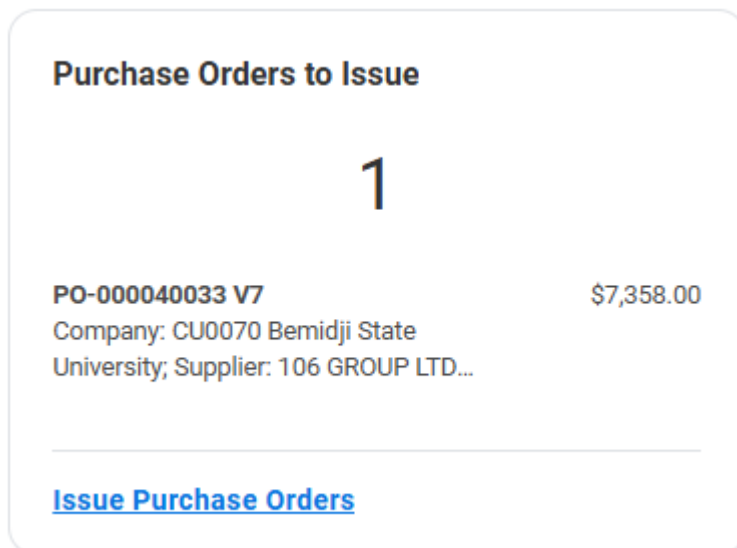 Purchase Orders to Issue
1
PO-000040033 V7 $7,358.00
Company: CU0070 Bemidji State
University; Supplier: 106 GROUP LTD...
Issue Purchase Orders